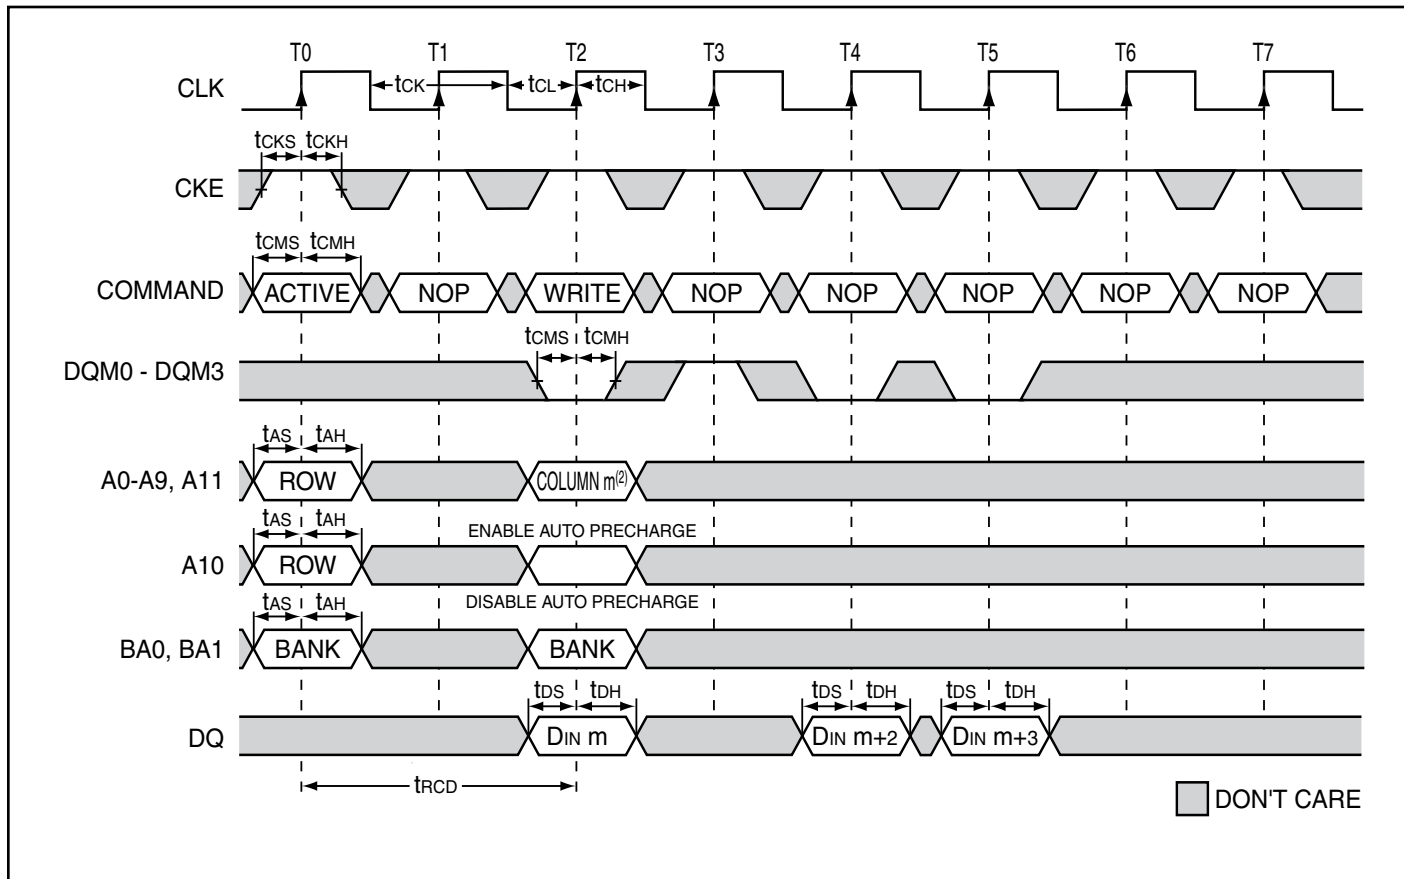 T0 T1 T2 T3 T4 T5 T6 T7
CLK tCK tCL tCH
tCKS tCKH
CKE
tCMS tCMH
COMMAND ACTIVE NOP WRITE NOP NOP NOP NOP NOP
tCMS tCMH
DQM0 - DQM3
tAS tAH
A0-A9, A11 ROW COLUMN m(2)
tAS tAH ENABLE AUTO PRECHARGE
A10 ROW
tAS tAH DISABLE AUTO PRECHARGE
BA0, BA1 BANK BANK
tDS tDH tDS tDH tDS tDH
DQ DIN m DIN m+2 DIN m+3
tRCD
DON'T CARE